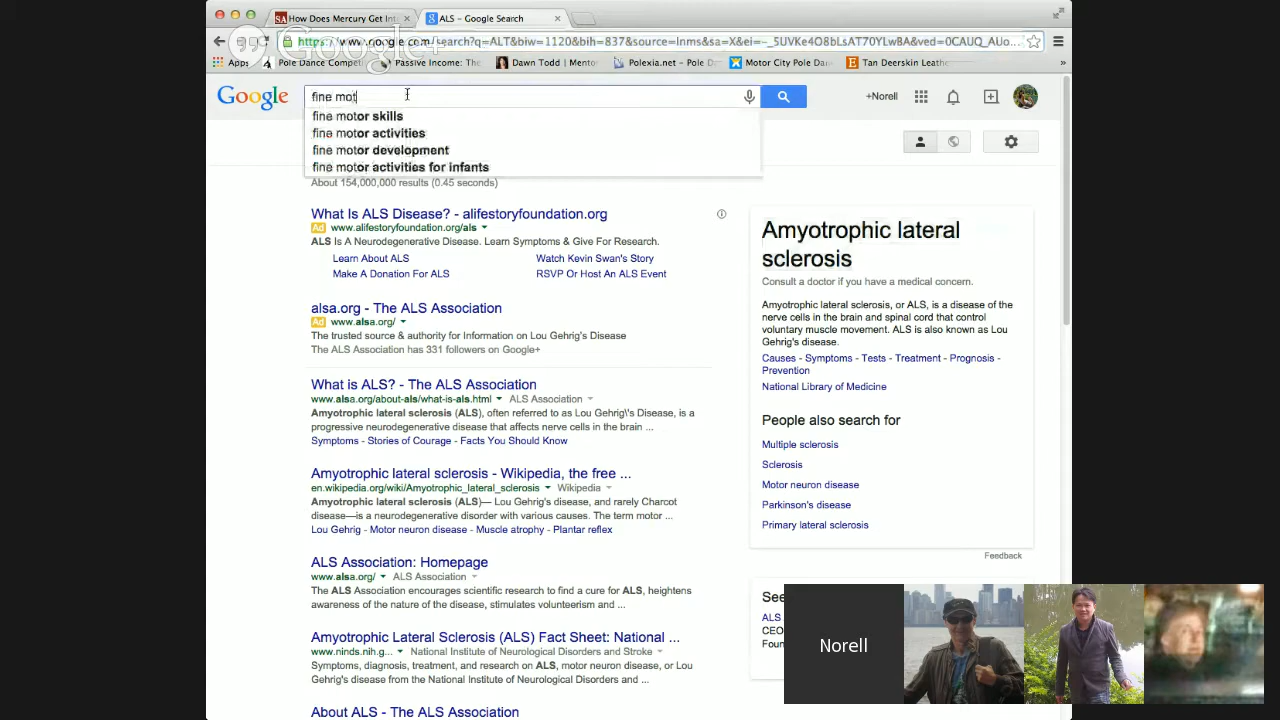 How Does Mercury Get Int
ALS - Google Search
Google+
Apps
Pole Dance Compet
Passive Income: The
Dawn Todd | Mento
Polexia.net - Pole Da
Motor City Pole Dan
Tan Deerskin Leathe
»
Google
fine mot
+Norell
fine motor skills
fine motor activities
fine motor development
fine motor activities for infants
About 154,000,000 results (0.45 seconds)
What Is ALS Disease? - alifestoryfoundation.org
Ad www.alifestoryfoundation.org/als
ALS Is A Neurodegenerative Disease. Learn Symptoms & Give For Research.
Learn About ALS
Watch Kevin Swan's Story
Make A Donation For ALS
RSVP Or Host An ALS Event
alsa.org - The ALS Association
Ad www.alsa.org/
The trusted source & authority for Information on Lou Gehrig's Disease
The ALS Association has 331 followers on Google+
What is ALS? - The ALS Association
www.alsa.org/about-als/what-is-als.html ALS Association
Amyotrophic lateral sclerosis (ALS), often referred to as Lou Gehrig\'s Disease, is a
progressive neurodegenerative disease that affects nerve cells in the brain ...
Symptoms - Stories of Courage - Facts You Should Know
Amyotrophic lateral sclerosis - Wikipedia, the free ...
en.wikipedia.org/wiki/Amyotrophic_lateral_sclerosis Wikipedia
Amyotrophic lateral sclerosis (ALS)— Lou Gehrig's disease, and rarely Charcot
disease—is a neurodegenerative disorder with various causes. The term motor ...
Lou Gehrig - Motor neuron disease - Muscle atrophy - Plantar reflex
ALS Association: Homepage
www.alsa.org/ ALS Association
The ALS Association encourages scientific research to find a cure for ALS, heightens
awareness of the nature of the disease, stimulates volunteerism and ...
Amyotrophic Lateral Sclerosis (ALS) Fact Sheet: National ...
www.ninds.nih.g... National Institute of Neurological Disorders and Stroke
Symptoms, diagnosis, treatment, and research on ALS, motor neuron disease, or Lou
Gehrig's disease from the National Institute of Neurological Disorders and ...
About ALS - The ALS Association
Amyotrophic lateral
sclerosis
Consult a doctor if you have a medical concern.
Amyotrophic lateral sclerosis, or ALS, is a disease of the
nerve cells in the brain and spinal cord that control
voluntary muscle movement. ALS is also known as Lou
Gehrig's disease.
Causes - Symptoms - Tests - Treatment - Prognosis -
Prevention
National Library of Medicine
People also search for
Multiple sclerosis
Sclerosis
Motor neuron disease
Parkinson's disease
Primary lateral sclerosis
Feedback
See
ALS
CEO
Foun
Norell